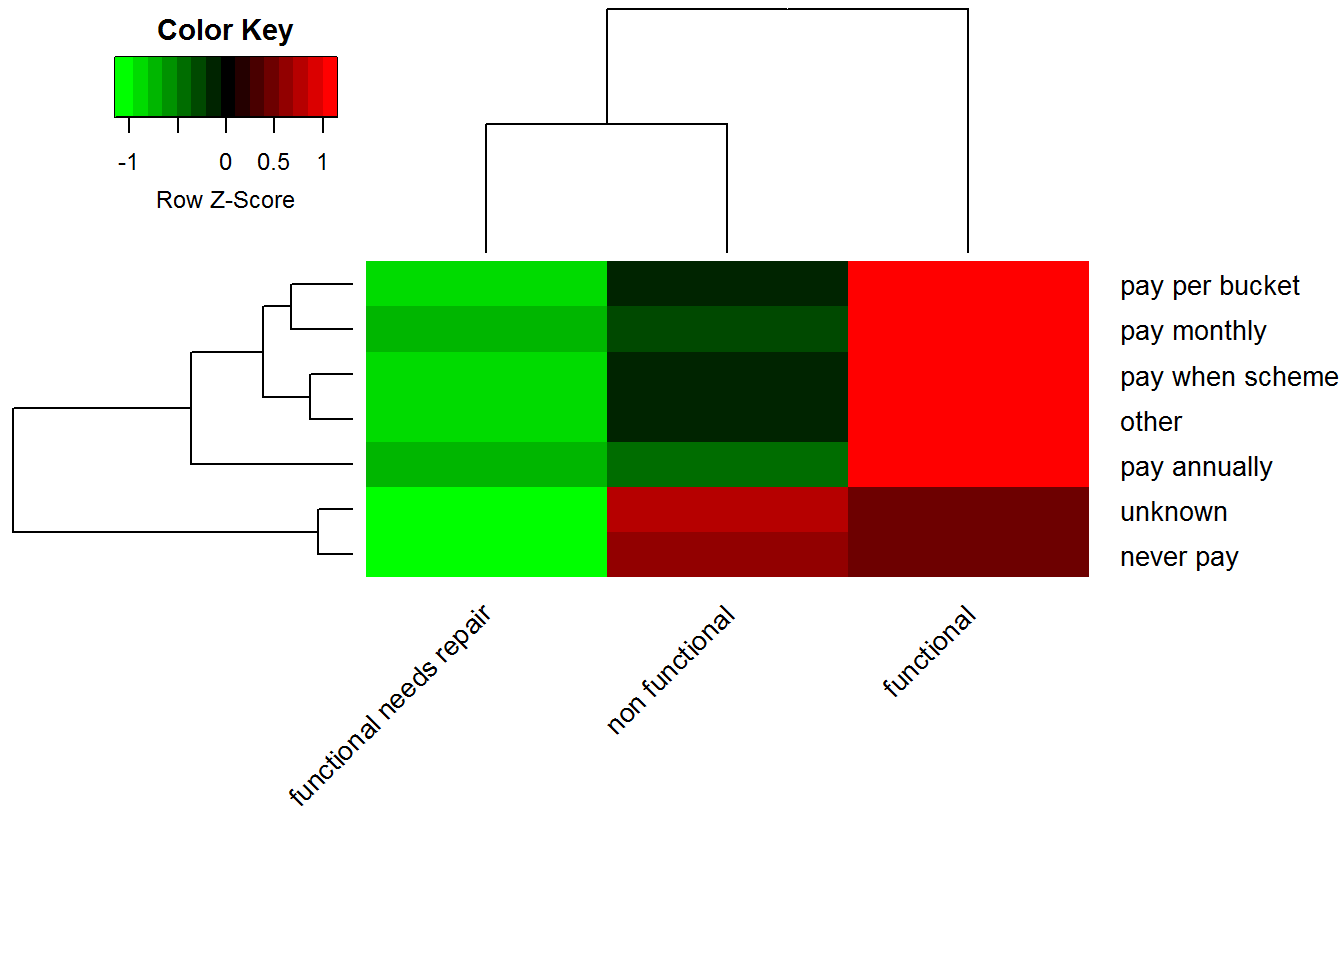 Color Key
-1 0 0.5 1
Row Z-Score
pay per bucket
pay monthly
pay when scheme
other
pay annually
unknown
never pay
functional needs repair
non functional
functional